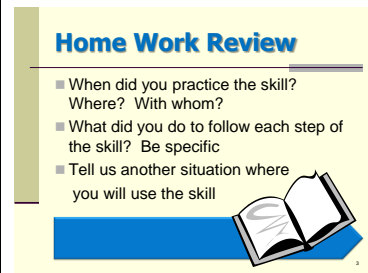 Home Work Review
When did you practice the skill?
Where? With whom?
What did you do to follow each step of
the skill? Be specific
Tell us another situation where
you will use the skill
3